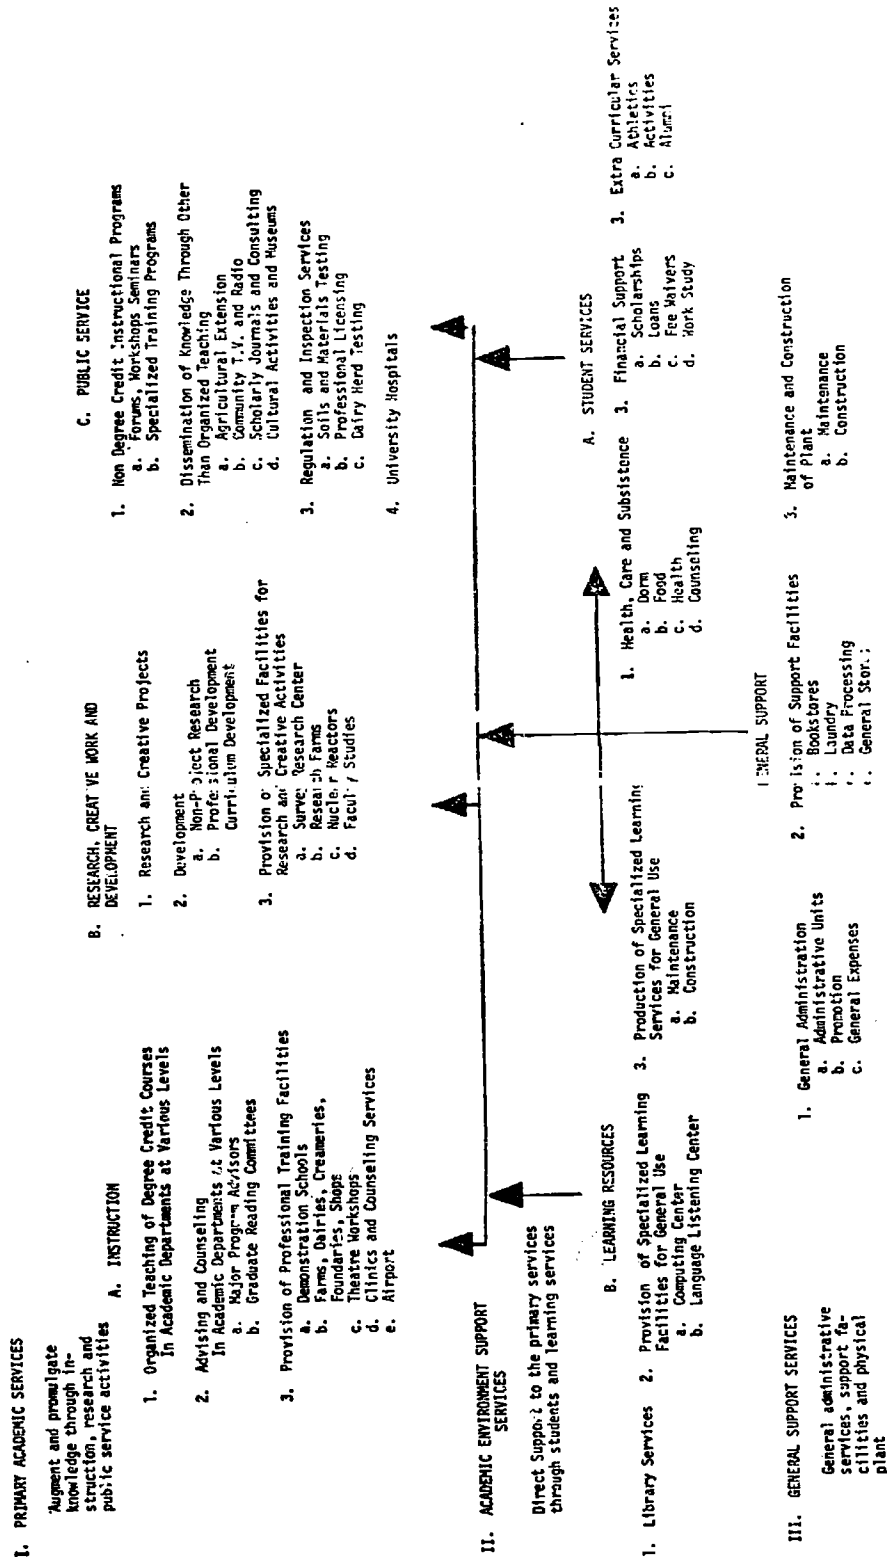 I. PRIMARY ACADEMIC SERVICES
Augment and promulgate
knowledge through in-
struction, research and
public service activities
A. INSTRUCTION
1. Organized Teaching of Degree Credit Courses
In Academic Departments at Various Levels
2. Advising and Counseling
In Academic Departments at Various Levels
a. Major Program Advisors
b. Graduate Reading Committees
3. Provision of Professional Training Facilities
a. Demonstration Schools
b. Farms, Dairies, Creameries,
Foundaries, Shops
c. Theatre Workshops
d. Clinics and Counseling Services
e. Airport
B. RESEARCH, CREATIVE WORK AND
DEVELOPMENT
1. Research and Creative Projects
2. Development
a. Non-Project Research
b. Professional Development
Curriculum Development
3. Provision of Specialized Facilities for
Research and Creative Activities
a. Survey Research Center
b. Research Farms
c. Nuclear Reactors
d. Faculty Studies
C. PUBLIC SERVICE
1. Non Degree Credit Instructional Programs
a. Forums, Workshops Seminars
b. Specialized Training Programs
2. Dissemination of Knowledge Through Other
Than Organized Teaching
a. Agricultural Extension
b. Community T.V. and Radio
c. Scholarly Journals and Consulting
d. Cultural Activities and Museums
3. Regulation and Inspection Services
a. Soils and Materials Testing
b. Professional Licensing
c. Dairy Herd Testing
4. University Hospitals
II. ACADEMIC ENVIRONMENT SUPPORT
SERVICES
Direct Support to the primary services
through students and learning services
B. LEARNING RESOURCES
1. Library Services
2. Provision of Specialized Learning
Facilities for General Use
a. Computing Center
b. Language Listening Center
3. Production of Specialized Learning
Services for General Use
a. Maintenance
b. Construction
A. STUDENT SERVICES
1. Health, Care and Subsistence
a. Dorm
b. Food
c. Health
d. Counseling
3. Financial Support
a. Scholarships
b. Loans
c. Fee Waivers
d. Work Study
3. Extra Curricular Services
a. Athletics
b. Activities
c. Alumni
III. GENERAL SUPPORT SERVICES
General administrative
services, support fa-
cilities and physical
plant
GENERAL SUPPORT
1. General Administration
a. Administrative Units
b. Promotion
c. General Expenses
2. Provision of Support Facilities
Bookstores
Laundry
Data Processing
General Stores
3. Maintenance and Construction
of Plant
a. Maintenance
b. Construction